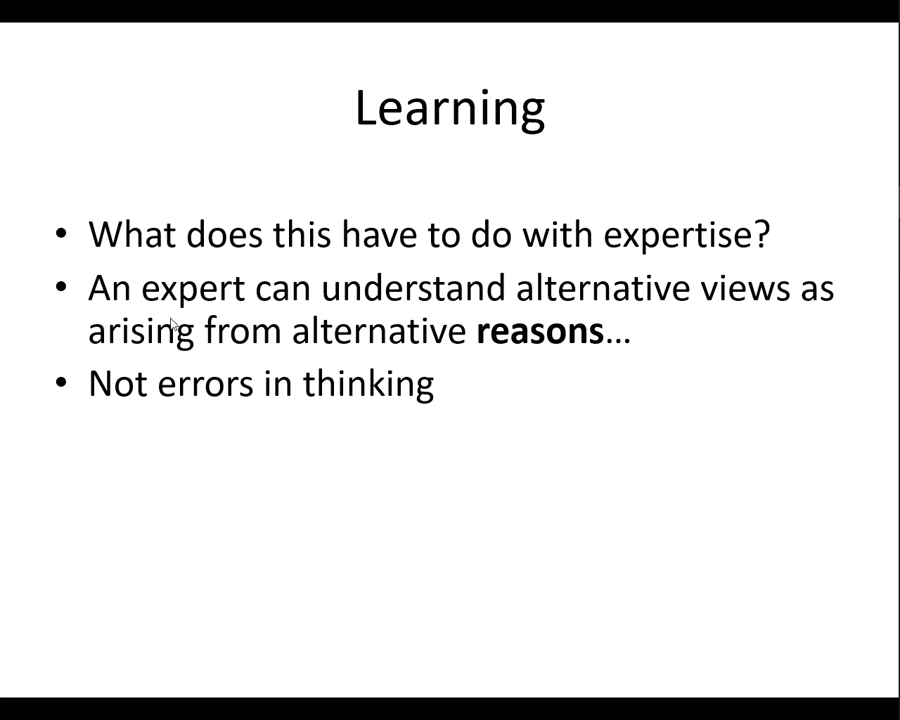 Learning
• What does this have to do with expertise?
• An expert can understand alternative views as
arising from alternative reasons...
• Not errors in thinking